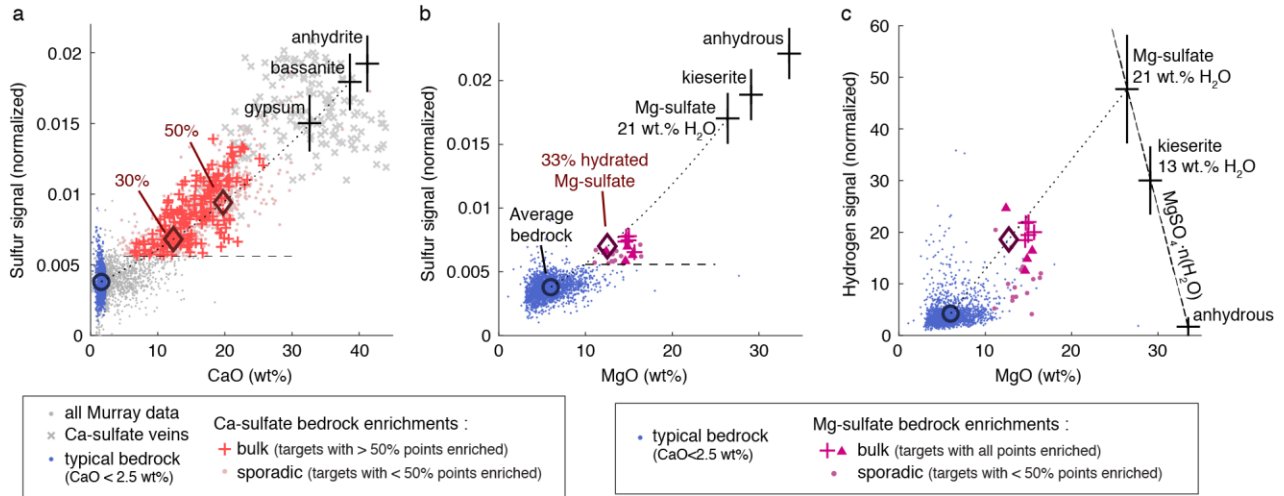 a
Sulfur signal (normalized)
0.02
0.015
0.01
0.005
0
0
10
20
30
40
CaO (wt%)
anhydrite
bassanite
gypsum
50%
30%
b
Sulfur signal (normalized)
0.02
0.015
0.01
0.005
0
0
10
20
30
MgO (wt%)
anhydrous
kieserite
Mg-sulfate
21 wt.% H₂O
33% hydrated
Mg-sulfate
Average
bedrock
c
Hydrogen signal (normalized)
60
50
40
30
20
10
0
0
10
20
30
MgO (wt%)
Mg-sulfate
21 wt.% H₂O
kieserite
13 wt.% H₂O
MgSO₄·n(H₂O)
anhydrous
all Murray data
Ca-sulfate veins
typical bedrock
(CaO < 2.5 wt%)
Ca-sulfate bedrock enrichments :
bulk (targets with > 50% points enriched)
sporadic (targets with < 50% points enriched)
typical bedrock
(CaO<2.5 wt%)
Mg-sulfate bedrock enrichments :
bulk (targets with all points enriched)
sporadic (targets with < 50% points enriched)